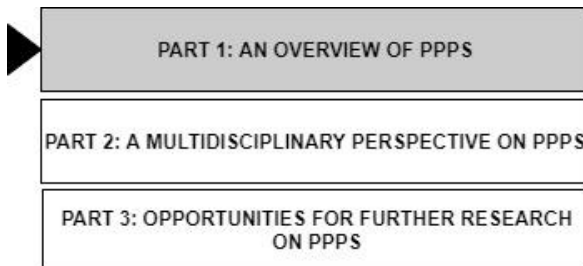 PART 1: AN OVERVIEW OF PPPS
PART 2: A MULTIDISCIPLINARY PERSPECTIVE ON PPPS
PART 3: OPPORTUNITIES FOR FURTHER RESEARCH
ON PPPS